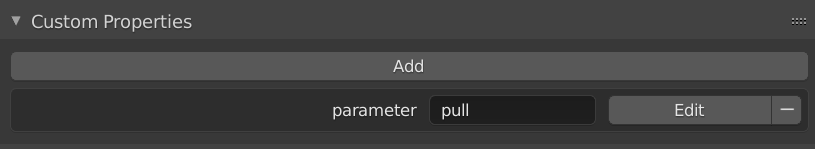 Custom Properties
Add
parameter pull Edit